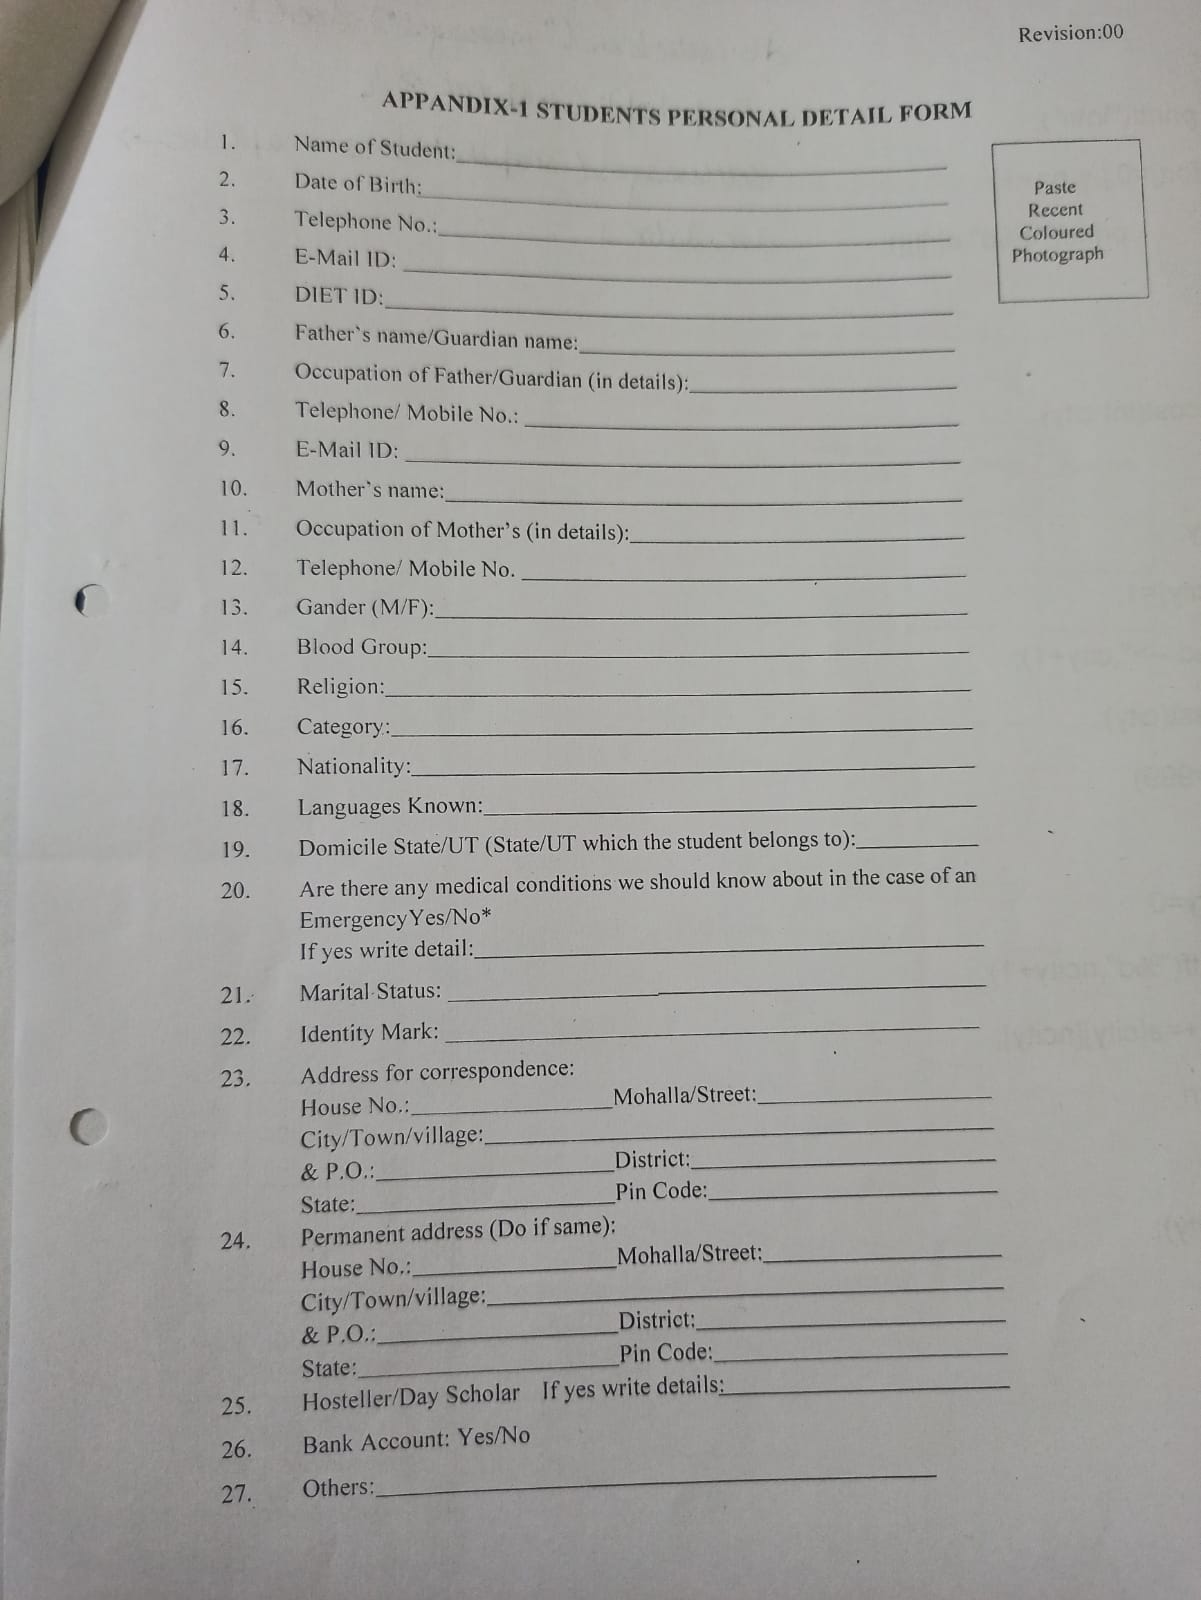 Revision:00
APPANDIX-1 STUDENTS PERSONAL DETAIL FORM
Paste
Recent
Coloured
Photograph
1. Name of Student:
2. Date of Birth:
3. Telephone No.:
4. E-Mail ID:
5. DIET ID:
6. Father`s name/Guardian name:
7. Occupation of Father/Guardian (in details):
8. Telephone/ Mobile No.:
9. E-Mail ID:
10. Mother`s name:
11. Occupation of Mother's (in details):
12. Telephone/ Mobile No.
13. Gander (M/F):
14. Blood Group:
15. Religion:
16. Category:
17. Nationality:
18. Languages Known:
19. Domicile State/UT (State/UT which the student belongs to):
20. Are there any medical conditions we should know about in the case of an
EmergencyYes/No*
If yes write detail:
21. Marital Status:
22. Identity Mark:
23. Address for correspondence:
House No.: Mohalla/Street:
City/Town/village:
& P.O.: District:
State: Pin Code:
24. Permanent address (Do if same):
House No.: Mohalla/Street:
City/Town/village:
& P.O.: District:
State: Pin Code:
25. Hosteller/Day Scholar If yes write details:
26. Bank Account: Yes/No
27. Others: